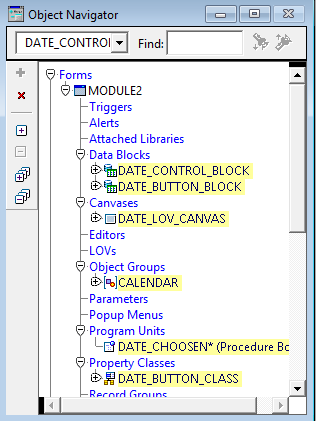 Object Navigator
DATE_CONTROL Find:
Forms
MODULE2
Triggers
Alerts
Attached Libraries
Data Blocks
DATE_CONTROL_BLOCK
DATE_BUTTON_BLOCK
Canvases
DATE_LOV_CANVAS
Editors
LOVs
Object Groups
CALENDAR
Parameters
Popup Menus
Program Units
DATE_CHOOSEN* (Procedure Bo
Property Classes
DATE_BUTTON_CLASS
Record Groups